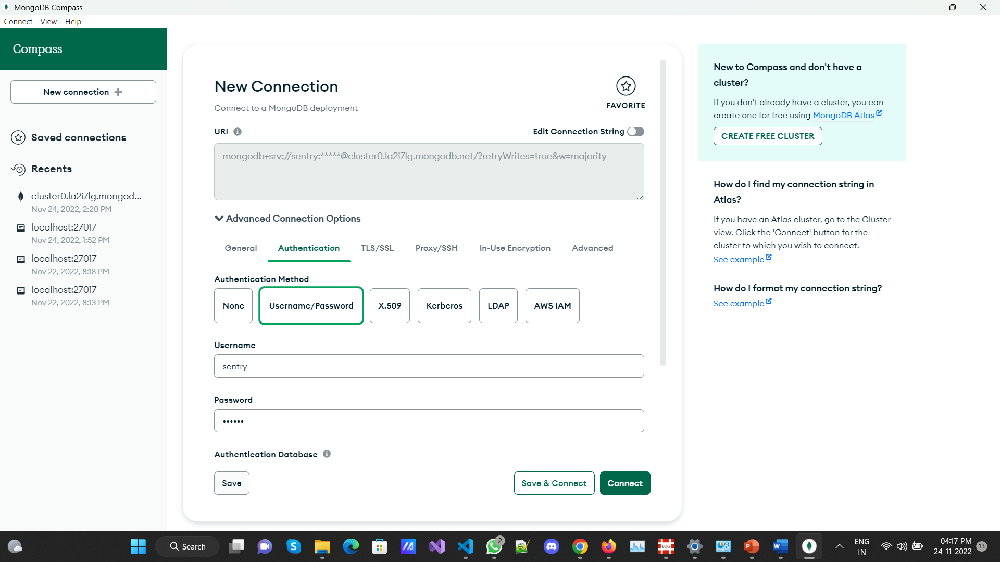 MongoDB Compass
Connect View Help
Compass
New connection
Saved connections
Recents
cluster0.la2i7lg.mongod...
Nov 24, 2022, 2:20 PM
localhost:27017
Nov 24, 2022, 1:52 PM
localhost:27017
Nov 22, 2022, 8:18 PM
localhost:27017
Nov 22, 2022, 8:13 PM
New Connection
FAVORITE
Connect to a MongoDB deployment
URI
Edit Connection String
mongodb+srv://sentry:*****@cluster0.la2i7lg.mongodb.net/?retryWrites=true&w=majority
Advanced Connection Options
General Authentication TLS/SSL Proxy/SSH In-Use Encryption Advanced
Authentication Method
None Username/Password X.509 Kerberos LDAP AWS IAM
Username
sentry
Password
••••••
Authentication Database
Save Save & Connect Connect
New to Compass and don't have a
cluster?
If you don't already have a cluster, you can
create one for free using MongoDB Atlas
CREATE FREE CLUSTER
How do I find my connection string in
Atlas?
If you have an Atlas cluster, go to the Cluster
view. Click the 'Connect' button for the
cluster to which you wish to connect.
See example
How do I format my connection string?
See example
Search
2
LOG
ENG
IN
04:17 PM
24-11-2022
13